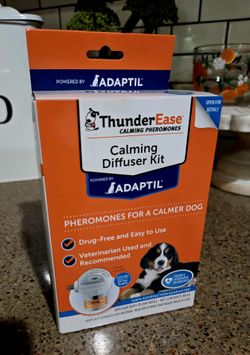 POWERED BY ADAPTIL
ThunderEase
CALMING PHEROMONES
OPEN FOR DETAILS
Calming
Diffuser Kit
POWERED BY
ADAPTIL
PHEROMONES FOR A CALMER DOG
Drug-Free and Easy to Use
Veterinarian Used and
Recommended